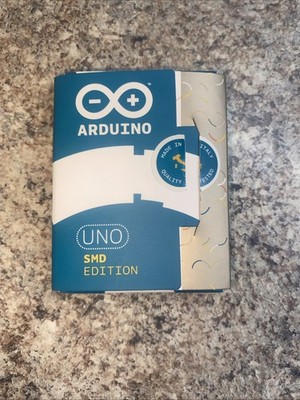 ARDUINO
MADE IN ITALY
QUALITY TESTED
UNO
SMD
EDITION